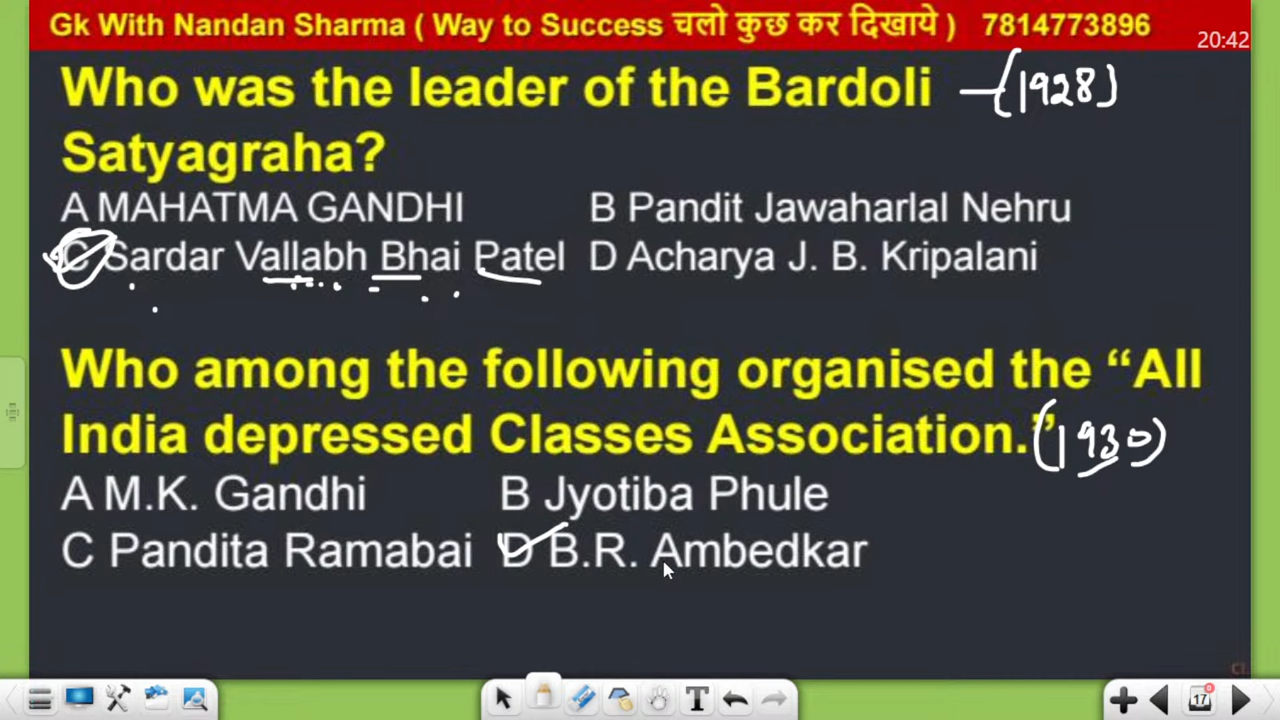 Gk With Nandan Sharma ( Way to Success चलो कुछ कर दिखाये ) 7814773896
20:42
Who was the leader of the Bardoli (1928)
Satyagraha?
A MAHATMA GANDHI B Pandit Jawaharlal Nehru
C Sardar Vallabh Bhai Patel D Acharya J. B. Kripalani
Who among the following organised the “All
India depressed Classes Association.” (1930)
A M.K. Gandhi B Jyotiba Phule
C Pandita Ramabai D B.R. Ambedkar
T 17